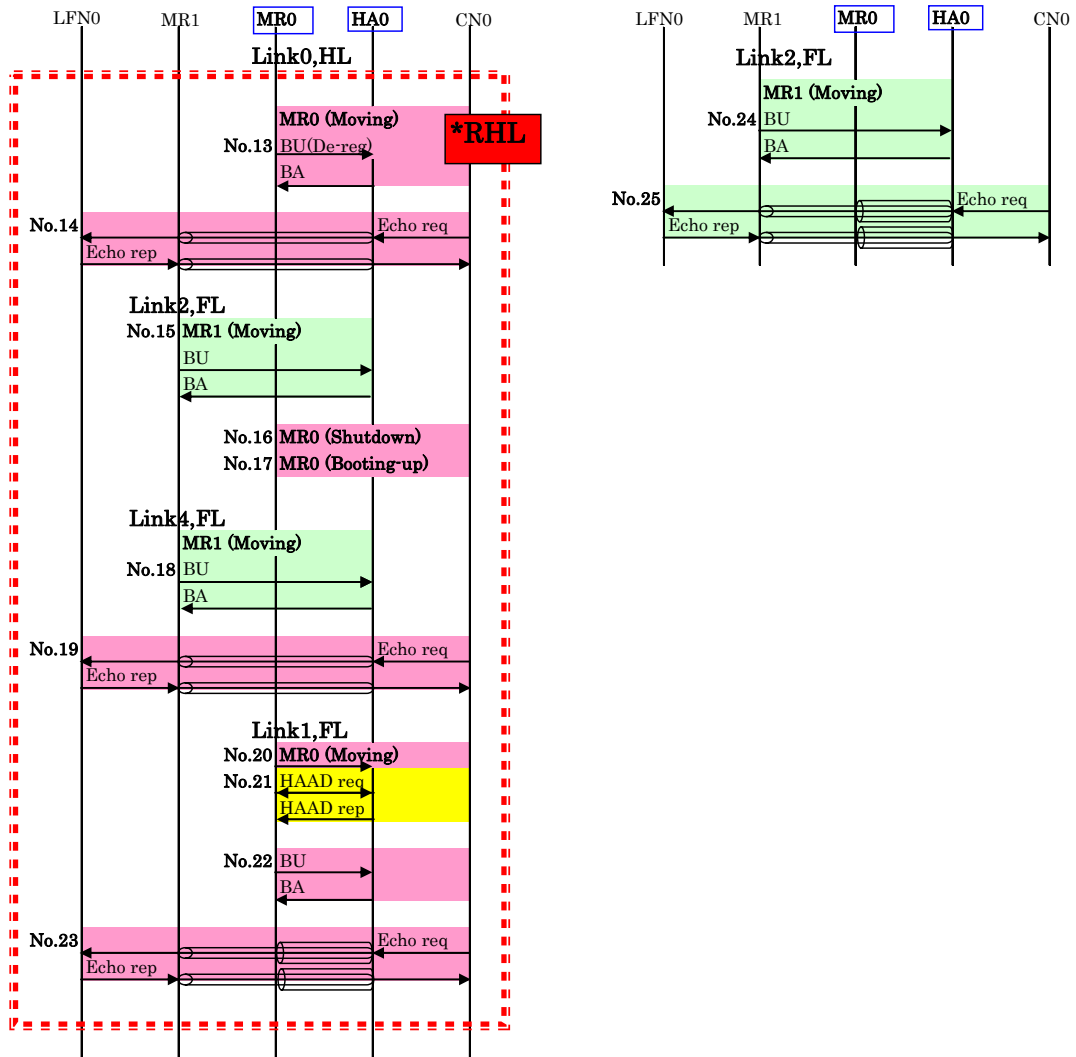 LFN0 MR1 MR0 HA0 CN0
Link0,HL
MR0 (Moving)
*RHL
No.13 BU(De-reg)
BA
No.14 Echo req
Echo rep
Link2,FL
No.15 MR1 (Moving)
BU
BA
No.16 MR0 (Shutdown)
No.17 MR0 (Booting-up)
Link4,FL
MR1 (Moving)
No.18 BU
BA
No.19 Echo req
Echo rep
Link1,FL
No.20 MR0 (Moving)
No.21 HAAD req
HAAD rep
No.22 BU
BA
No.23 Echo req
Echo rep
LFN0 MR1 MR0 HA0 CN0
Link2,FL
MR1 (Moving)
No.24 BU
BA
No.25 Echo req
Echo rep